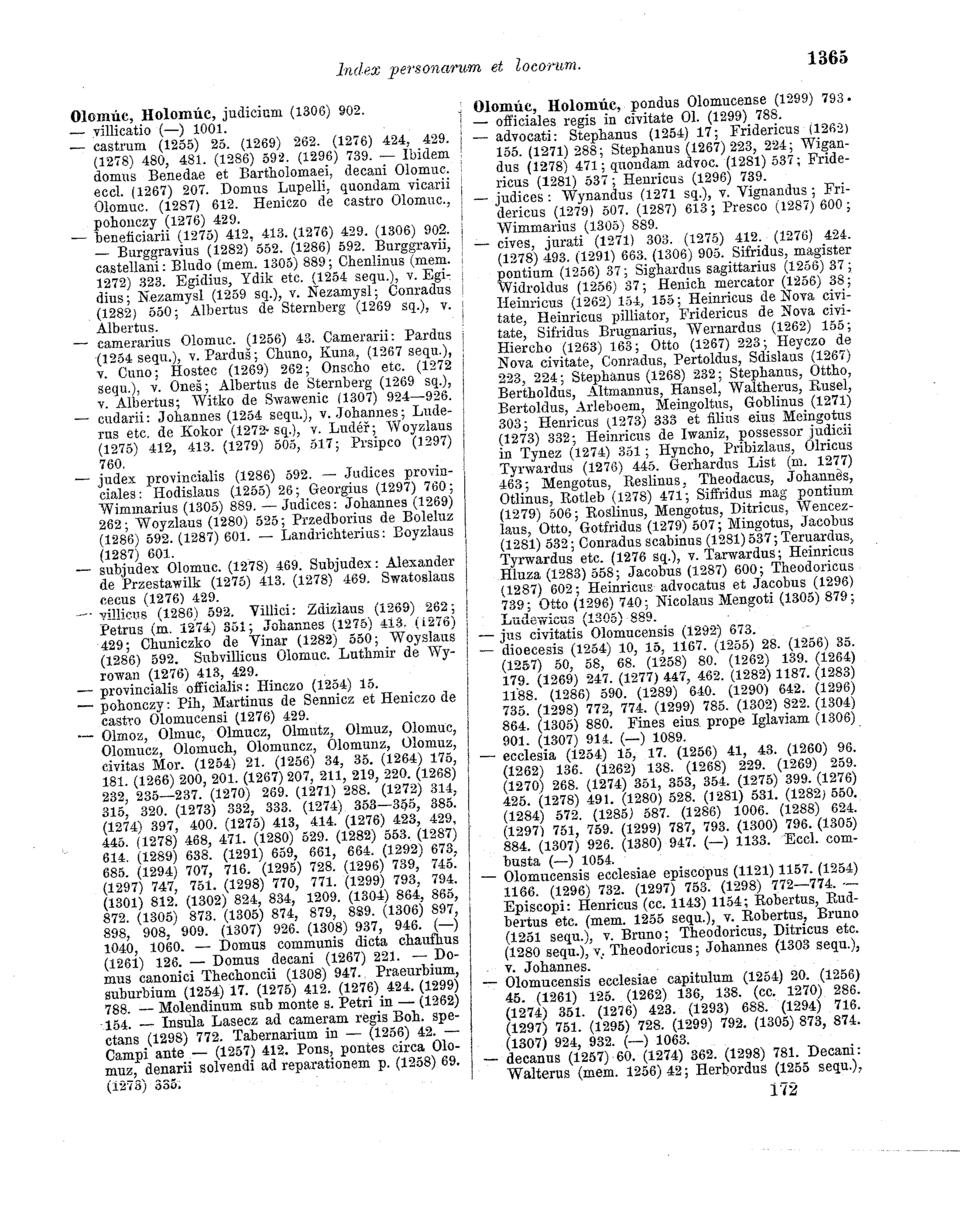 Index personarum et locorum.
1365
Olomúc, Holomúc, judicium (1306) 902.
— villicatio (—) 1001.
— castrum (1255) 25. (1269) 262. (1276) 424, 429.
(1278) 480, 481. (1286) 592. (1296) 739. — Ibidem
domus Benedae et Bartholomaei, decani Olomuc.
eccl. (1267) 207. Domus Lupelli, quondam vicarii
Olomuc. (1287) 612. Heniczo de castro Olomuc.,
pohonczy (1276) 429.
— beneficiarii (1275) 412, 413. (1276) 429. (1306) 902.
— Burggravius (1282) 552. (1286) 592. Burggravii,
castellani: Bludo (mem. 1305) 889; Chenlinus (mem.
1272) 323. Egidius, Ydik etc. (1254 sequ.), v. Egi-
dius; Nezamysl (1259 sq.), v. Nezamysl; Conradus
(1282) 550; Albertus de Sternberg (1269 sq.), v.
Albertus.
— camerarius Olomuc. (1256) 43. Camerarii: Pardus
(1254 sequ.), v. Parduš; Chuno, Kuna, (1267 sequ.),
v. Cuno; Hostec (1269) 262; Onscho etc. (1272
sequ.), v. Oneš; Albertus de Sternberg (1269 sq.),
v. Albertus; Witko de Swawenic (1307) 924—926.
— cudarii: Johannes (1254 sequ.), v. Johannes; Lude-
rus etc. de Kokor (1272 sq.), v. Ludéř; Woyzlaus
(1275) 412, 413. (1279) 505, 517; Prsipco (1297)
760.
— judex provincialis (1286) 592. — Judices provin-
ciales: Hodislaus (1255) 26; Georgius (1297) 760;
Wimmarius (1305) 889. — Judices: Johannes (1269)
262; Woyzlaus (1280) 525; Przedborius de Boleluz
(1286) 592. (1287) 601. — Landrichterius: Boyzlaus
(1287) 601.
— subjudex Olomuc. (1278) 469. Subjudex: Alexander
de Przestawilk (1275) 413. (1278) 469. Swatoslaus
cecus (1276) 429.
— villicus (1286) 592. Villici: Zdizlaus (1269) 262;
Petrus (m. 1274) 351; Johannes (1275) 413. (1276)
429; Chuniczko de Vinar (1282) 550; Woyslaus
(1286) 592. Subvillicus Olomuc. Luthmir de Wy-
rowan (1276) 413, 429.
— provincialis officialis: Hinczo (1254) 15.
— pohonczy: Pih, Martinus de Sennicz et Heniczo de
castro Olomucensi (1276) 429.
— Olmoz, Olmuc, Olmucz, Olmutz, Olmuz, Olomuc,
Olomucz, Olomuch, Olomuncz, Olomunz, Olomuz,
civitas Mor. (1254) 21. (1256) 34, 35. (1264) 175,
181. (1266) 200, 201. (1267) 207, 211, 219, 220. (1268)
232, 235—237. (1270) 269. (1271) 288. (1272) 314,
315, 320. (1273) 332, 333. (1274) 353—355, 385.
(1274) 397, 400. (1275) 413, 414. (1276) 423, 429,
445. (1278) 468, 471. (1280) 529. (1282) 553. (1287)
614. (1289) 638. (1291) 659, 661, 664. (1292) 673,
685. (1294) 707, 716. (1295) 728. (1296) 739, 745.
(1297) 747, 751. (1298) 770, 771. (1299) 793, 794.
(1301) 812. (1302) 824, 834, 1209. (1304) 864, 865,
872. (1305) 873. (1305) 874, 879, 889. (1306) 897,
898, 908, 909. (1307) 926. (1308) 937, 946. (—)
1040, 1060. — Domus communis dicta chaufhus
(1261) 126. — Domus decani (1267) 221. — Do-
mus canonici Thechoncii (1308) 947. Praeurbium,
suburbium (1254) 17. (1275) 412. (1276) 424. (1299)
788. — Molendinum sub monte s. Petri in — (1262)
154. — Insula Lasecz ad cameram regis Boh. spe-
ctans (1298) 772. Tabernarium in — (1256) 42. —
Campi ante — (1257) 412. Pons, pontes circa Olo-
muz, denarii solvendi ad reparationem p. (1258) 69.
(1273) 335.
Olomúc, Holomúc, pondus Olomucense (1299) 793.
— officiales regis in civitate Ol. (1299) 788.
— advocati: Stephanus (1254) 17; Fridericus (1262)
155. (1271) 288; Stephanus (1267) 223, 224; Wigan-
dus (1278) 471; quondam advoc. (1281) 537; Fride-
ricus (1281) 537; Henricus (1296) 739.
— judices: Wynandus (1271 sq.), v. Vignandus; Fri-
dericus (1279) 507. (1287) 613; Presco (1287) 600;
Wimmarius (1305) 889.
— cives, jurati (1271) 303. (1275) 412. (1276) 424.
(1278) 493. (1291) 663. (1306) 905. Sifridus, magister
pontium (1256) 37; Sighardus sagittarius (1256) 37;
Widroldus (1256) 37; Henich mercator (1256) 38;
Heinricus (1262) 154, 155; Heinricus de Nova civi-
tate, Heinricus pilliator, Fridericus de Nova civi-
tate, Sifridus Brugnarius, Wernardus (1262) 155;
Hiercho (1263) 163; Otto (1267) 223; Heyczo de
Nova civitate, Conradus, Pertoldus, Sdislaus (1267)
223, 224; Stephanus (1268) 232; Stephanus, Ottho,
Bertholdus, Altmannus, Hansel, Waltherus, Rusel,
Bertoldus, Arleboem, Meingoltus, Goblinus (1271)
303; Henricus (1273) 333 et filius eius Meingotus
(1273) 332; Heinricus de Iwaniz, possessor judicii
in Tynez (1274) 351; Hyncho, Pribizlaus, Olricus
Tyrwardus (1276) 445. Gerhardus List (m. 1277)
463; Mengotus, Reslinus, Theodacus, Johannes,
Otlinus, Rotleb (1278) 471; Siffridus mag pontium
(1279) 506; Roslinus, Mengotus, Ditricus, Wencez-
laus, Otto, Gotfridus (1279) 507; Mingotus, Jacobus
(1281) 532; Conradus scabinus (1281) 537; Teruardus,
Tyrwardus etc. (1276 sq.), v. Tarwardus; Heinricus
Hluza (1283) 558; Jacobus (1287) 600; Theodoricus
(1287) 602; Heinricus advocatus et Jacobus (1296)
739; Otto (1296) 740; Nicolaus Mengoti (1305) 879;
Ludewicus (1305) 889.
— jus civitatis Olomucensis (1292) 673.
— dioecesis (1254) 10, 15, 1167. (1255) 28. (1256) 35.
(1257) 50, 58, 68. (1258) 80. (1262) 139. (1264)
179. (1269) 247. (1277) 447, 462. (1282) 1187. (1283)
1188. (1286) 590. (1289) 640. (1290) 642. (1296)
735. (1298) 772, 774. (1299) 785. (1302) 822. (1304)
864. (1305) 880. Fines eius prope Iglaviam (1306)
901. (1307) 914. (—) 1089.
— ecclesia (1254) 15, 17. (1256) 41, 43. (1260) 96.
(1262) 136. (1262) 138. (1268) 229. (1269) 259.
(1270) 268. (1274) 351, 353, 354. (1275) 399. (1276)
425. (1278) 491. (1280) 528. (1281) 531. (1282) 550.
(1284) 572. (1285) 587. (1286) 1006. (1288) 624.
(1297) 751, 759. (1299) 787, 793. (1300) 796. (1305)
884. (1307) 926. (1380) 947. (—) 1133. Eccl. com-
busta (—) 1054.
— Olomucensis ecclesiae episcopus (1121) 1157. (1254)
1166. (1296) 732. (1297) 753. (1298) 772—774. —
Episcopi: Henricus (cc. 1143) 1154; Robertus, Rud-
bertus etc. (mem. 1255 sequ.), v. Robertus, Bruno
(1251 sequ.), v. Bruno; Theodoricus, Ditricus etc.
(1280 sequ.), v. Theodoricus; Johannes (1303 sequ.),
v. Johannes.
— Olomucensis ecclesiae capitulum (1254) 20. (1256)
45. (1261) 125. (1262) 136, 138. (cc. 1270) 286.
(1274) 351. (1276) 423. (1293) 688. (1294) 716.
(1297) 751. (1295) 728. (1299) 792. (1305) 873, 874.
(1307) 924, 932. (—) 1063.
— decanus (1257) 60. (1274) 362. (1298) 781. Decani:
Walterus (mem. 1256) 42; Herbordus (1255 sequ.),
172